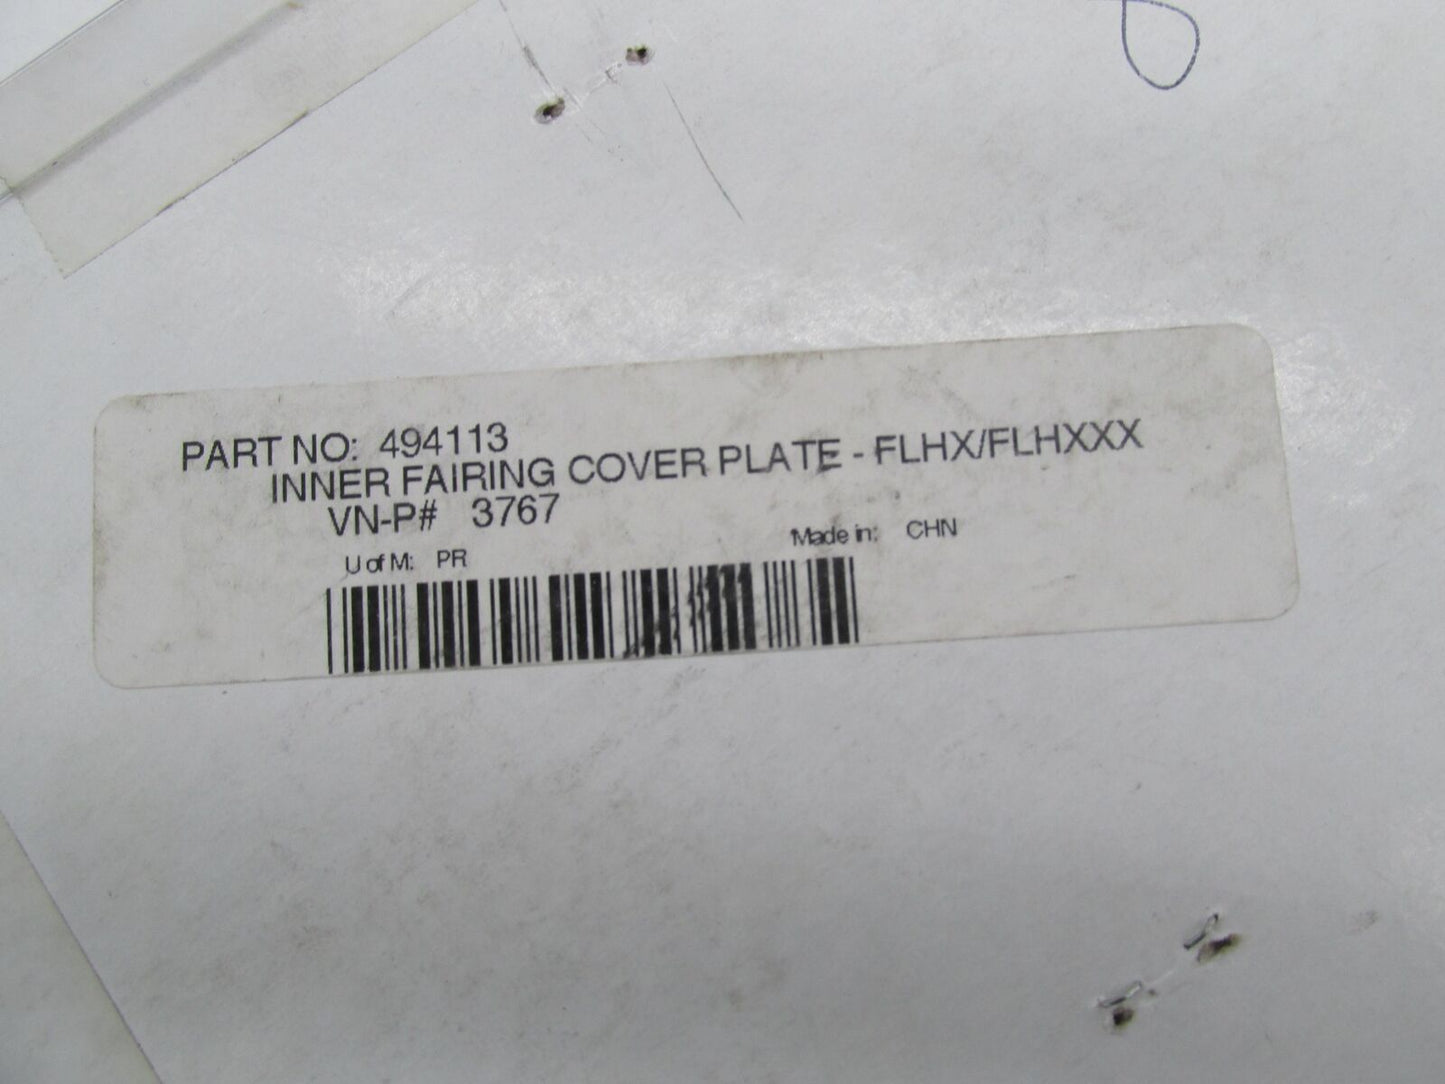 PART NO: 494113
INNER FAIRING COVER PLATE - FLHX/FLHXXX
VN-P# 3767
U of M: PR Made in: CHN